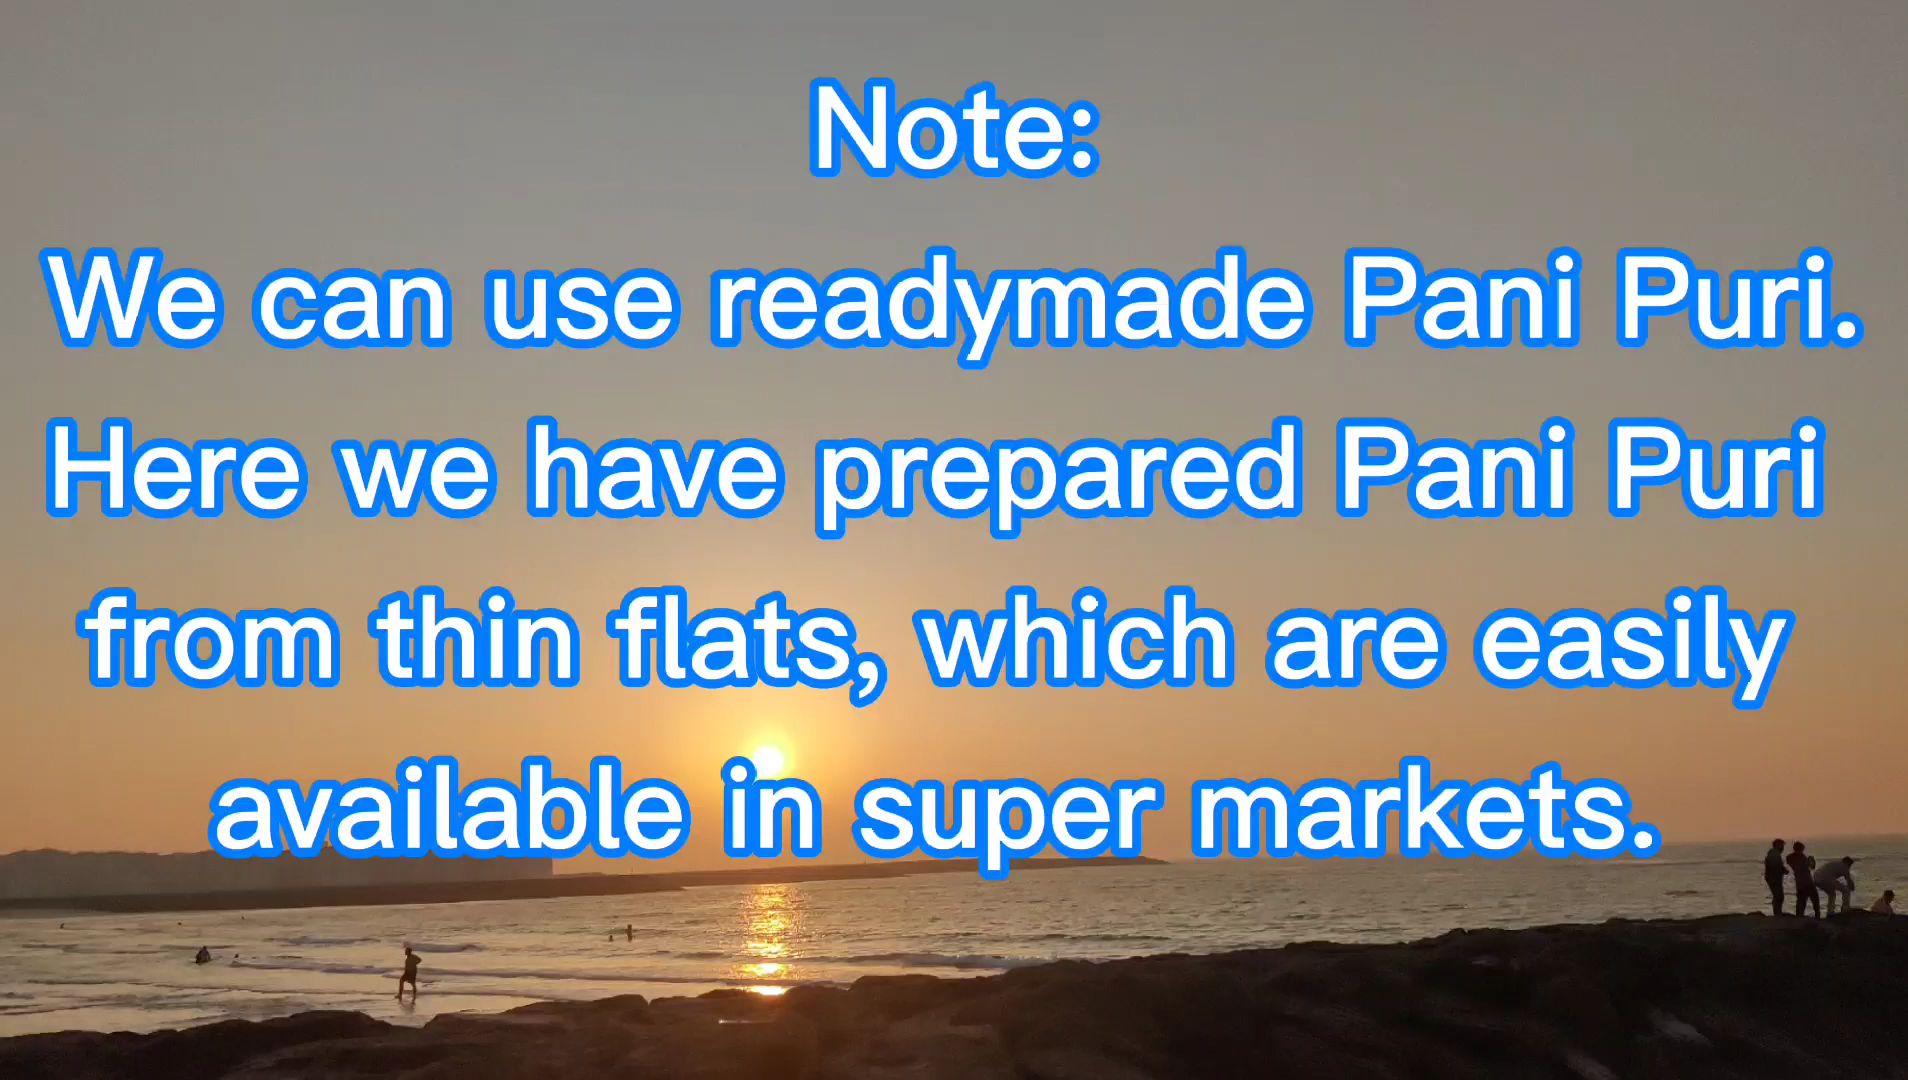 Note:
We can use readymade Pani Puri.
Here we have prepared Pani Puri
from thin flats, which are easily
available in super markets.